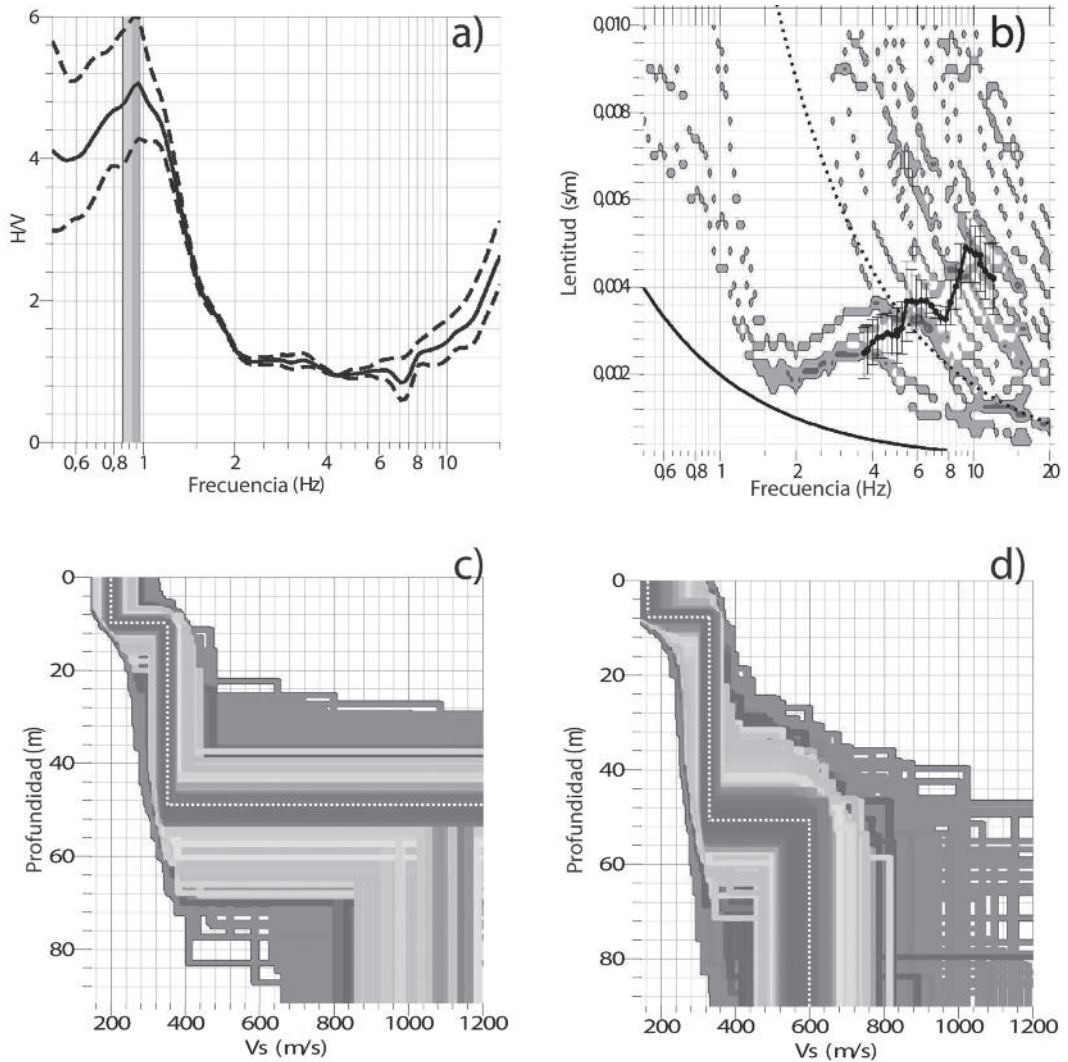 a)
6
4
2
0
H/V
0,6 0,8 1 2 4 6 8 10
Frecuencia (Hz)
b)
0,010
0,008
0,006
0,004
0,002
Lentitud (s/m)
0,6 0,8 1 2 4 6 8 10 20
Frecuencia (Hz)
c)
0
20
40
60
80
Profundidad (m)
200 400 600 800 1000 1200
Vs (m/s)
d)
0
20
40
60
80
Profundidad (m)
200 400 600 800 1000 1200
Vs (m/s)